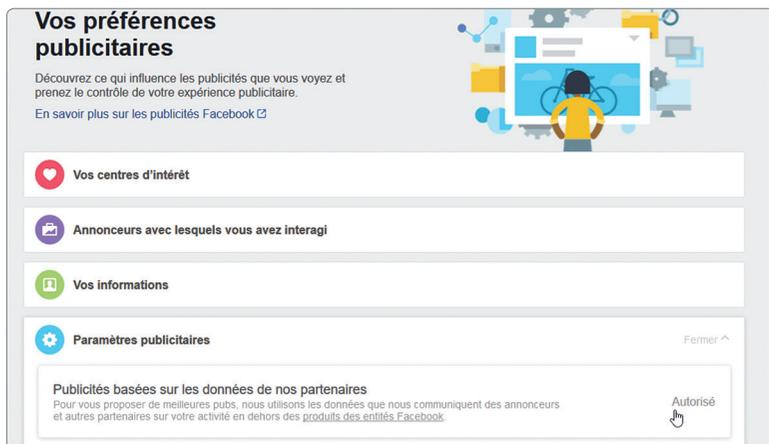 Vos préférences
publicitaires
Découvrez ce qui influence les publicités que vous voyez et
prenez le contrôle de votre expérience publicitaire.
En savoir plus sur les publicités Facebook
Vos centres d'intérêt
Annonceurs avec lesquels vous avez interagi
Vos informations
Paramètres publicitaires
Fermer
Publicités basées sur les données de nos partenaires
Pour vous proposer de meilleures pubs, nous utilisons les données que nous communiquent des annonceurs
et autres partenaires sur votre activité en dehors des produits des entités Facebook.
Autorisé